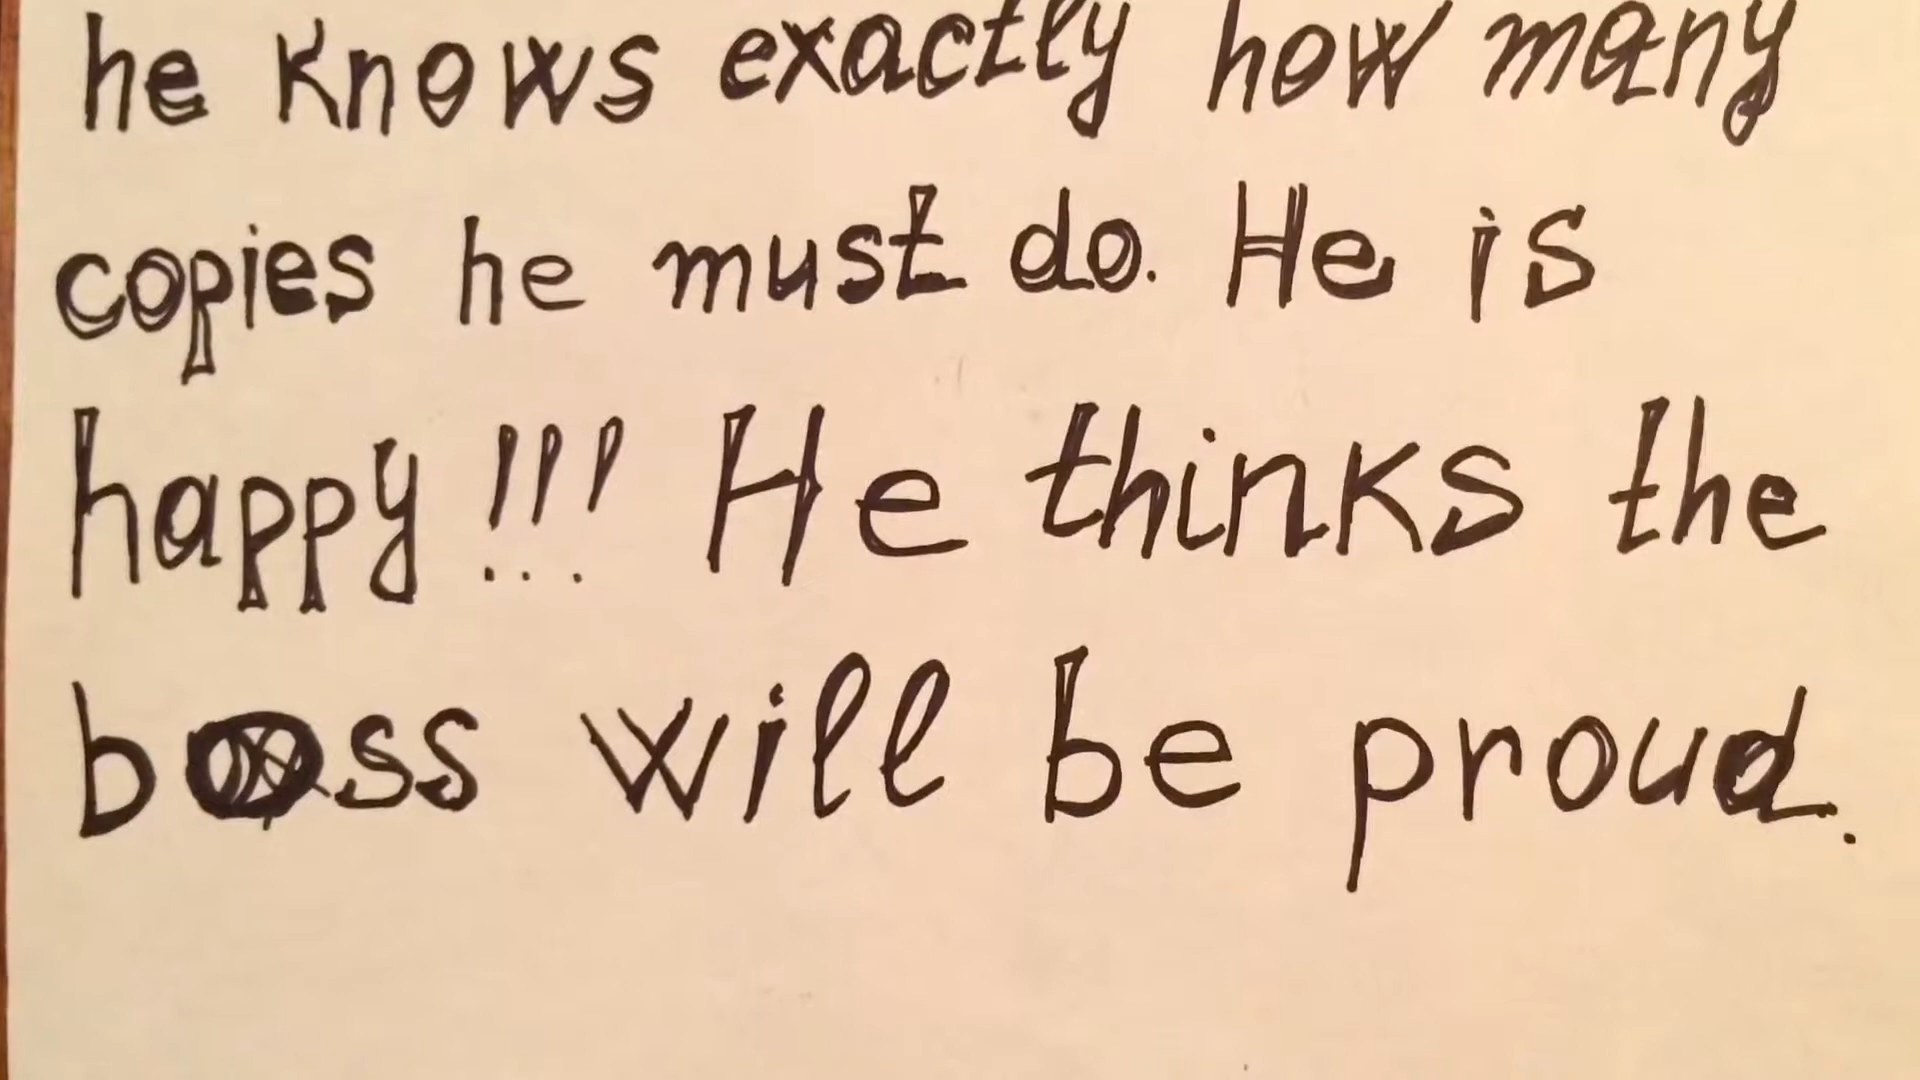 he knows exactly how many
copies he must do. He is
happy!!! He thinks the
boss will be proud.